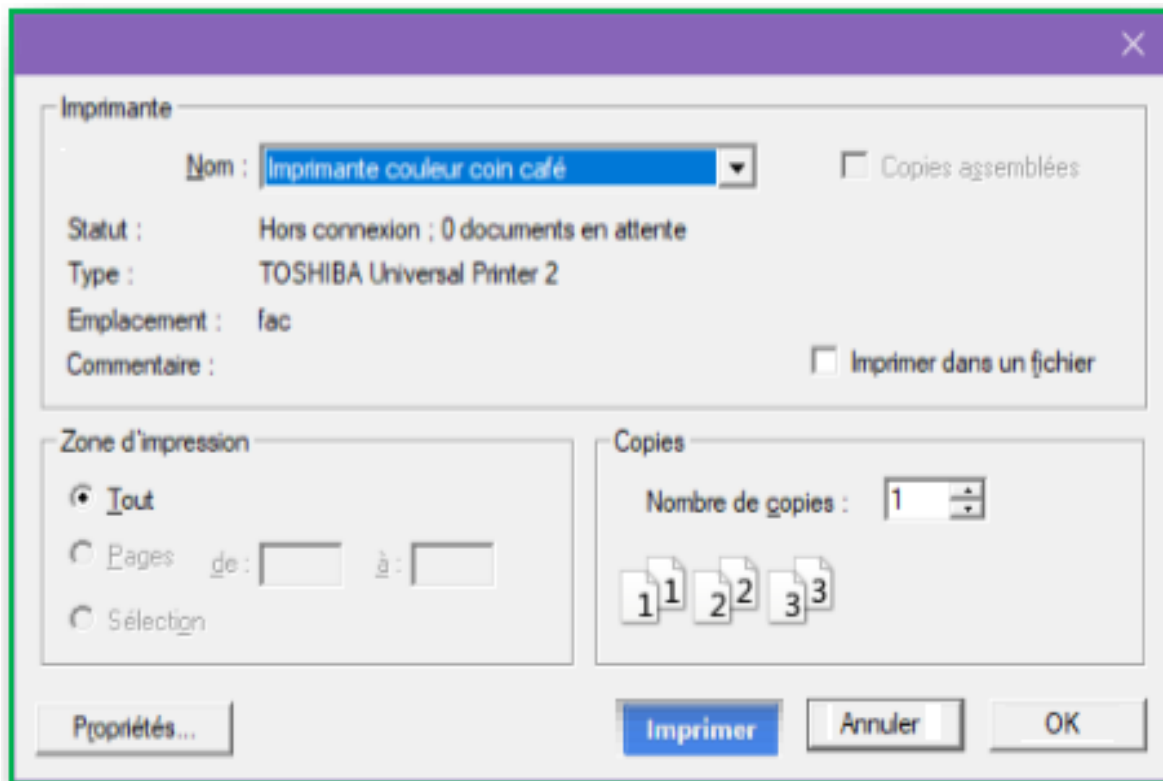 Imprimante
Nom : Imprimante couleur coin café Copies assemblées
Statut : Hors connexion ; 0 documents en attente
Type : TOSHIBA Universal Printer 2
Emplacement : fac
Commentaire : Imprimer dans un fichier
Zone d'impression
Tout
Pages de : à :
Sélection
Copies
Nombre de copies : 1
1 1 2 2 3 3
Propriétés... Imprimer Annuler OK